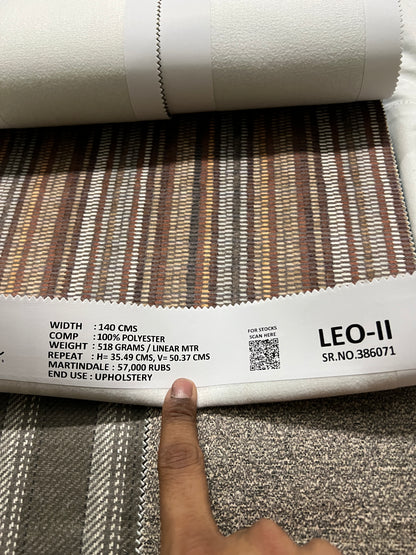 WIDTH : 140 CMS
COMP : 100% POLYESTER
WEIGHT : 518 GRAMS / LINEAR MTR
REPEAT : H= 35.49 CMS, V= 50.37 CMS
MARTINDALE : 57,000 RUBS
END USE : UPHOLSTERY
FOR STOCKS
SCAN HERE
LEO-II
SR.NO.386071